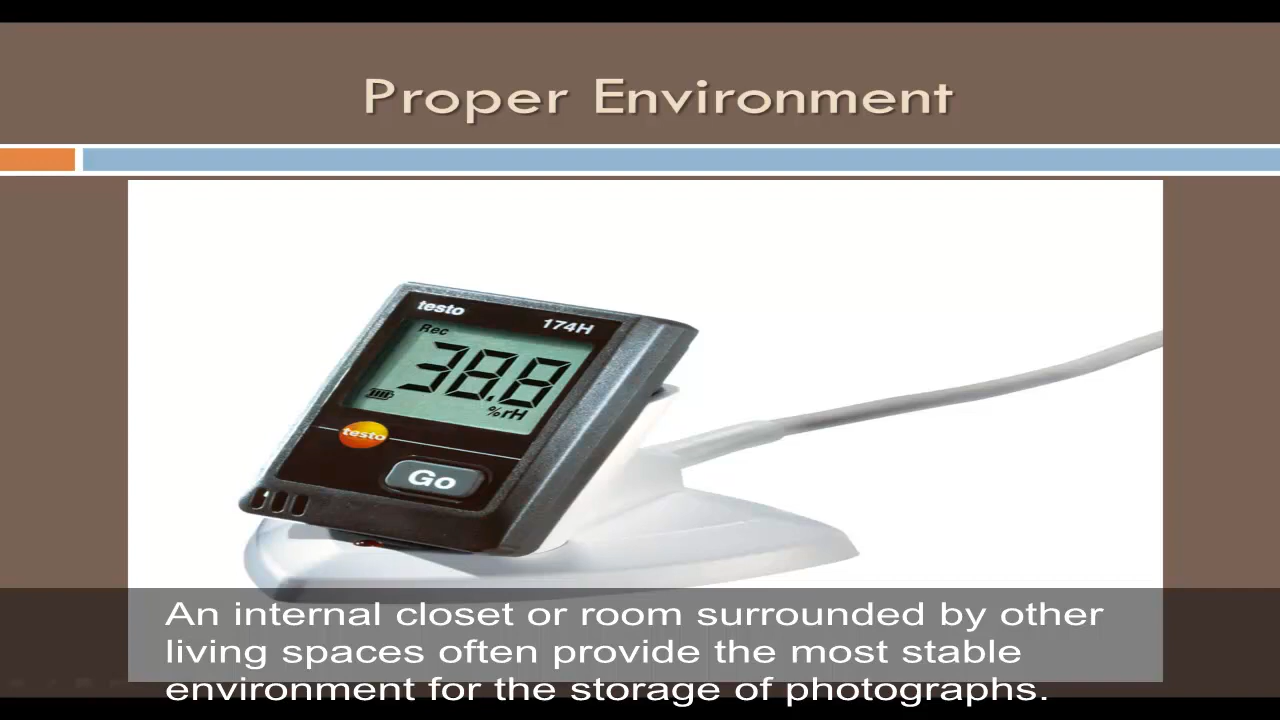 Proper Environment
testo
174H
Rec
38.8
%rH
testo
Go
An internal closet or room surrounded by other
living spaces often provide the most stable
environment for the storage of photographs.